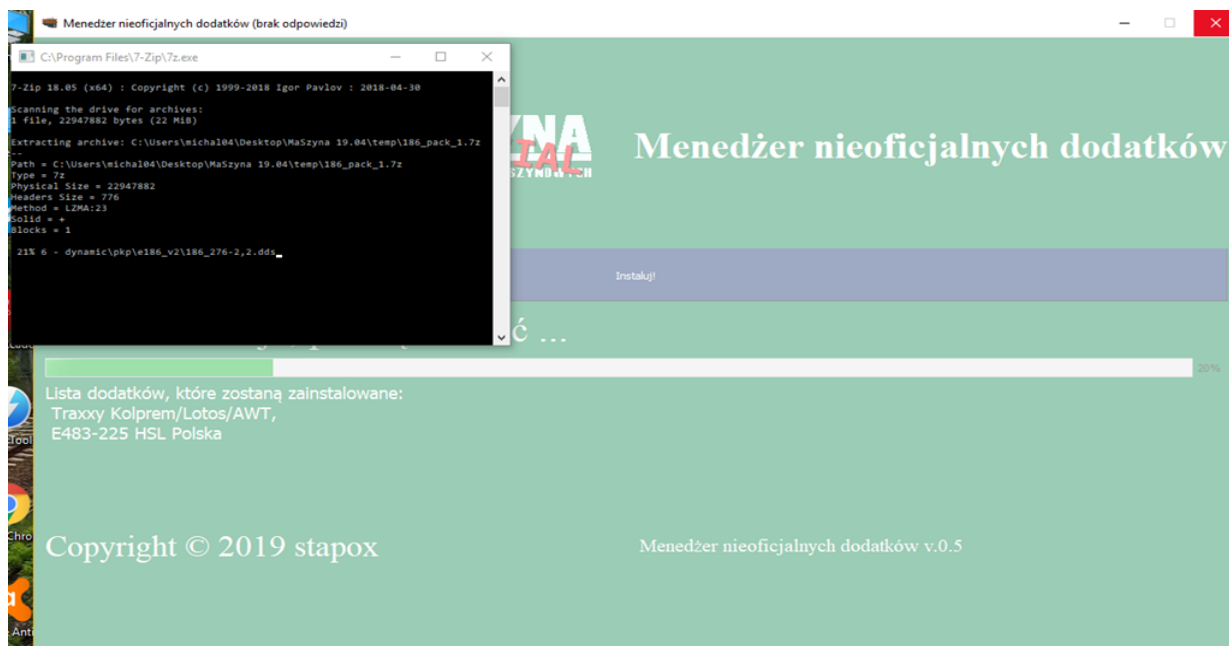 Menedżer nieoficjalnych dodatków (brak odpowiedzi)
C:\Program Files\7-Zip\7z.exe
7-Zip 18.05 (x64) : Copyright (c) 1999-2018 Igor Pavlov : 2018-04-30
Scanning the drive for archives:
1 file, 22947882 bytes (22 MiB)
Extracting archive: C:\Users\michal04\Desktop\MaSzyna 19.04\temp\186_pack_1.7z
--
Path = C:\Users\michal04\Desktop\MaSzyna 19.04\temp\186_pack_1.7z
Type = 7z
Physical Size = 22947882
Headers Size = 776
Method = LZMA:23
Solid = +
Blocks = 1
21% 6 - dynamic\pkp\e186_v2\186_276-2,2.dds
Menedżer nieoficjalnych dodatków
Instaluj!
ć ...
20%
Lista dodatków, które zostaną zainstalowane:
Traxxy Kolprem/Lotos/AWT,
E483-225 HSL Polska
Tool
Chro
Copyright © 2019 stapox
Menedżer nieoficjalnych dodatków v.0.5
Anti